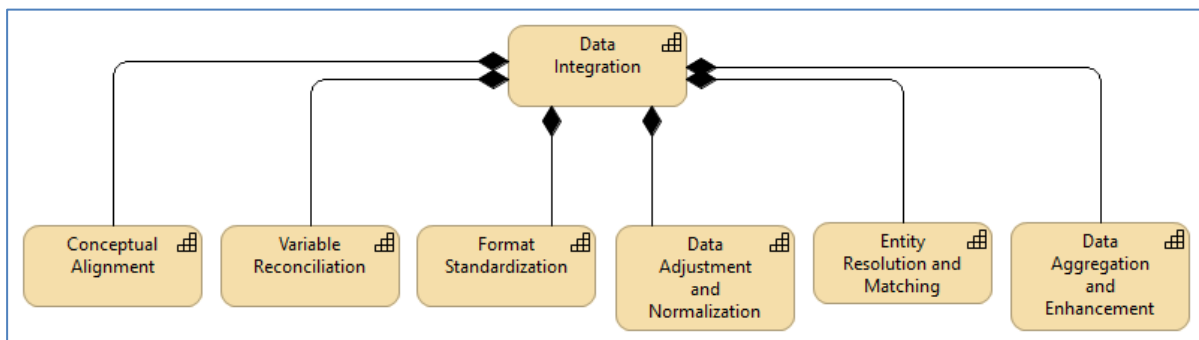 Data
Integration
Conceptual
Alignment
Variable
Reconciliation
Format
Standardization
Data
Adjustment
and
Normalization
Entity
Resolution and
Matching
Data
Aggregation
and
Enhancement